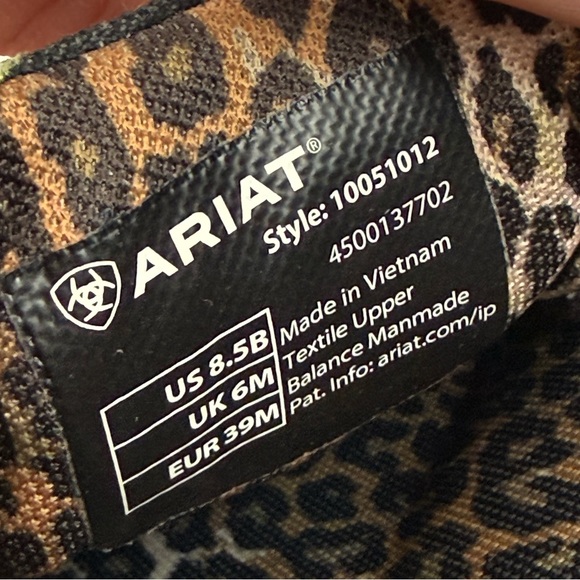 ARIAT®
Style: 10051012
4500137702
US 8.5B
UK 6M
EUR 39M
Made in Vietnam
Textile Upper
Balance Manmade
Pat. Info: ariat.com/ip